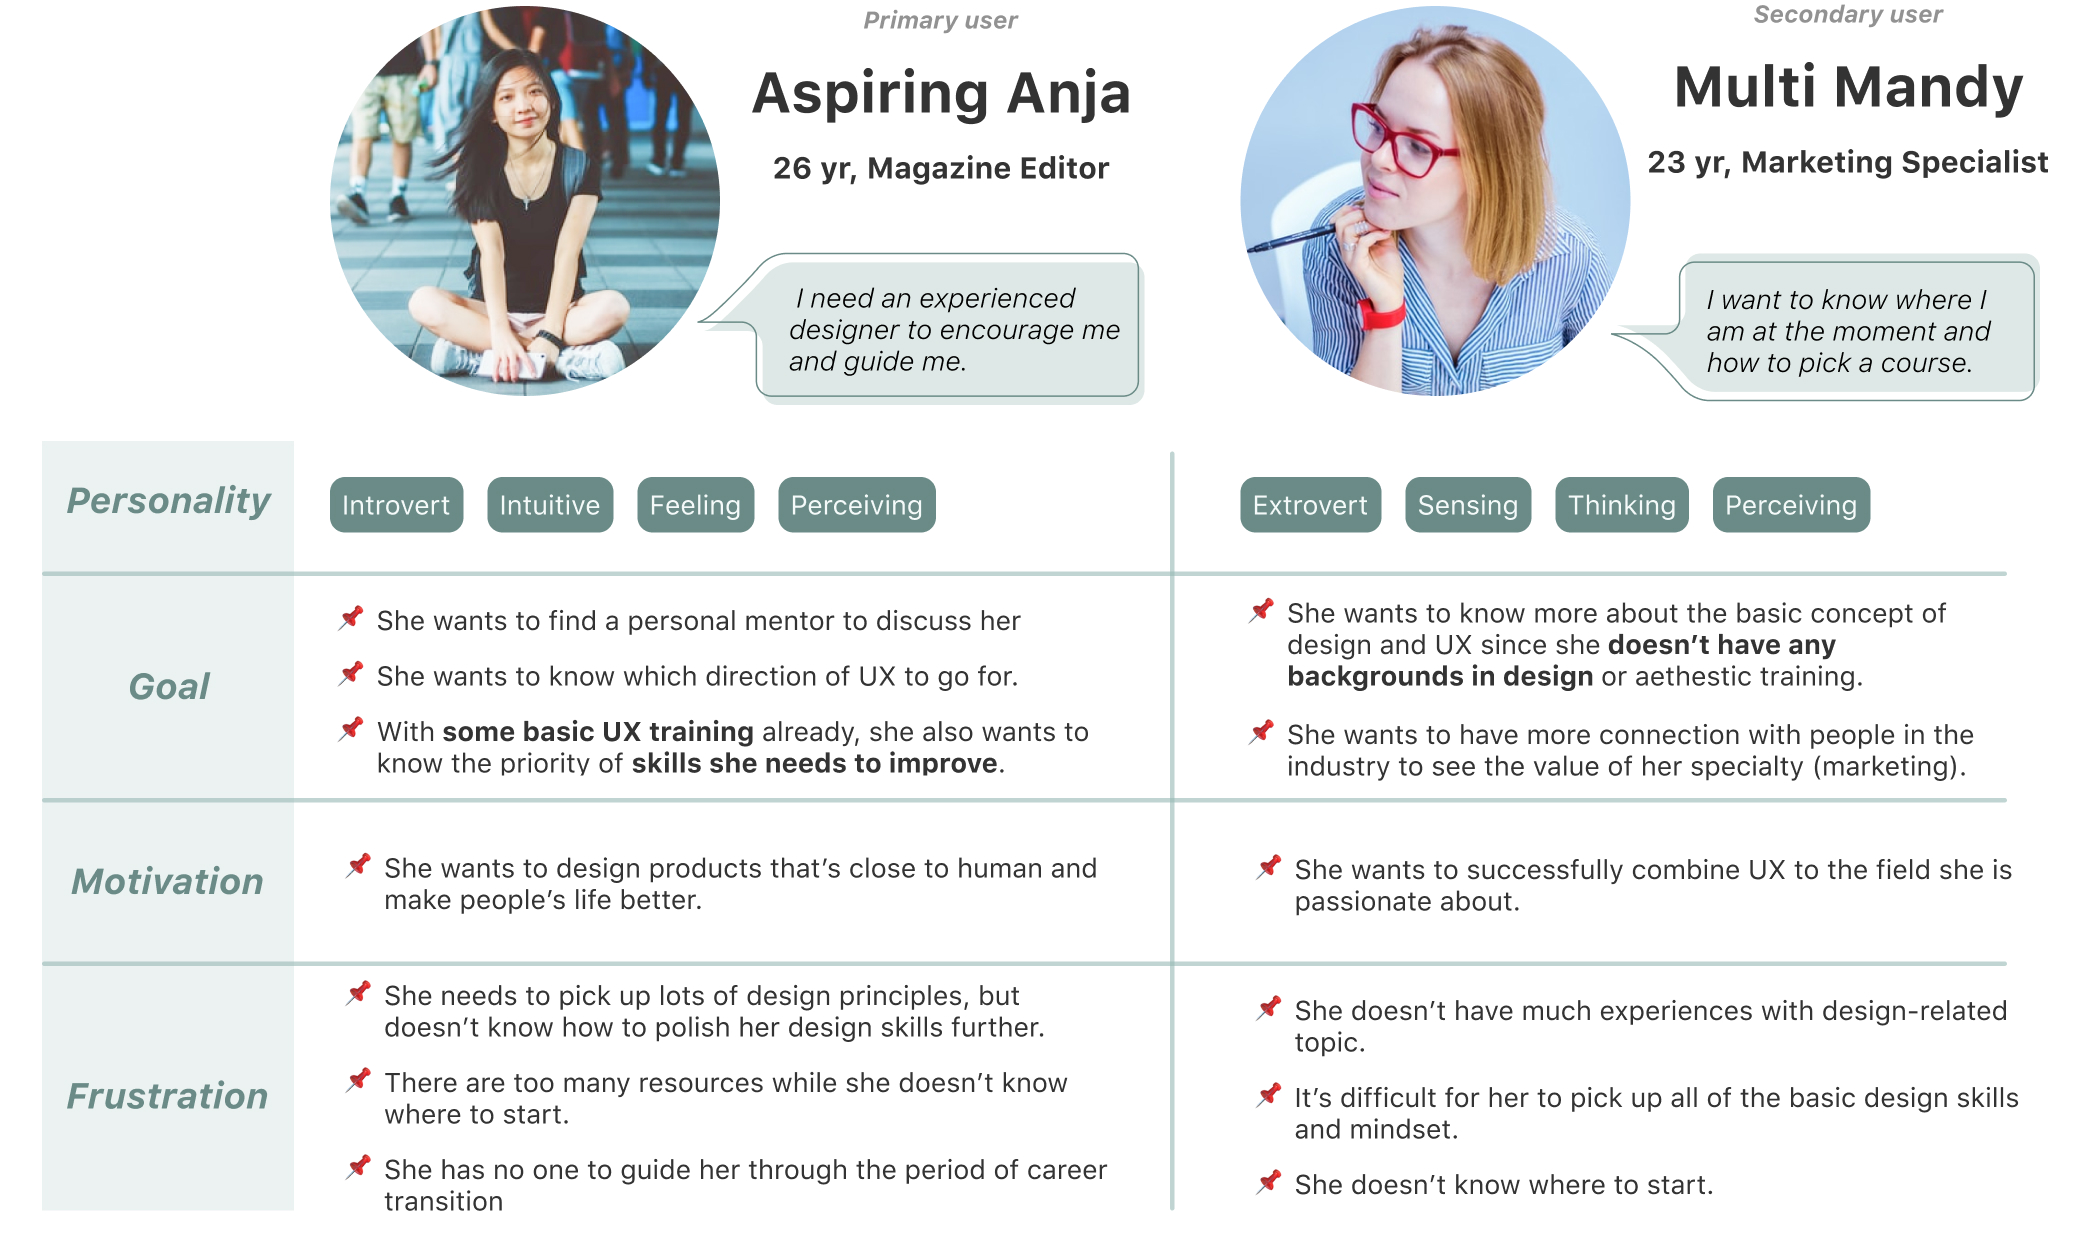 Primary user
Aspiring Anja
26 yr, Magazine Editor
I need an experienced
designer to encourage me
and guide me.
Secondary user
Multi Mandy
23 yr, Marketing Specialist
I want to know where I
am at the moment and
how to pick a course.
Personality
Introvert Intuitive Feeling Perceiving
Extrovert Sensing Thinking Perceiving
Goal
She wants to find a personal mentor to discuss her
She wants to know which direction of UX to go for.
With some basic UX training already, she also wants to
know the priority of skills she needs to improve.
She wants to know more about the basic concept of
design and UX since she doesn’t have any
backgrounds in design or aethestic training.
She wants to have more connection with people in the
industry to see the value of her specialty (marketing).
Motivation
She wants to design products that’s close to human and
make people’s life better.
She wants to successfully combine UX to the field she is
passionate about.
Frustration
She needs to pick up lots of design principles, but
doesn’t know how to polish her design skills further.
There are too many resources while she doesn’t know
where to start.
She has no one to guide her through the period of career
transition
She doesn’t have much experiences with design-related
topic.
It’s difficult for her to pick up all of the basic design skills
and mindset.
She doesn’t know where to start.